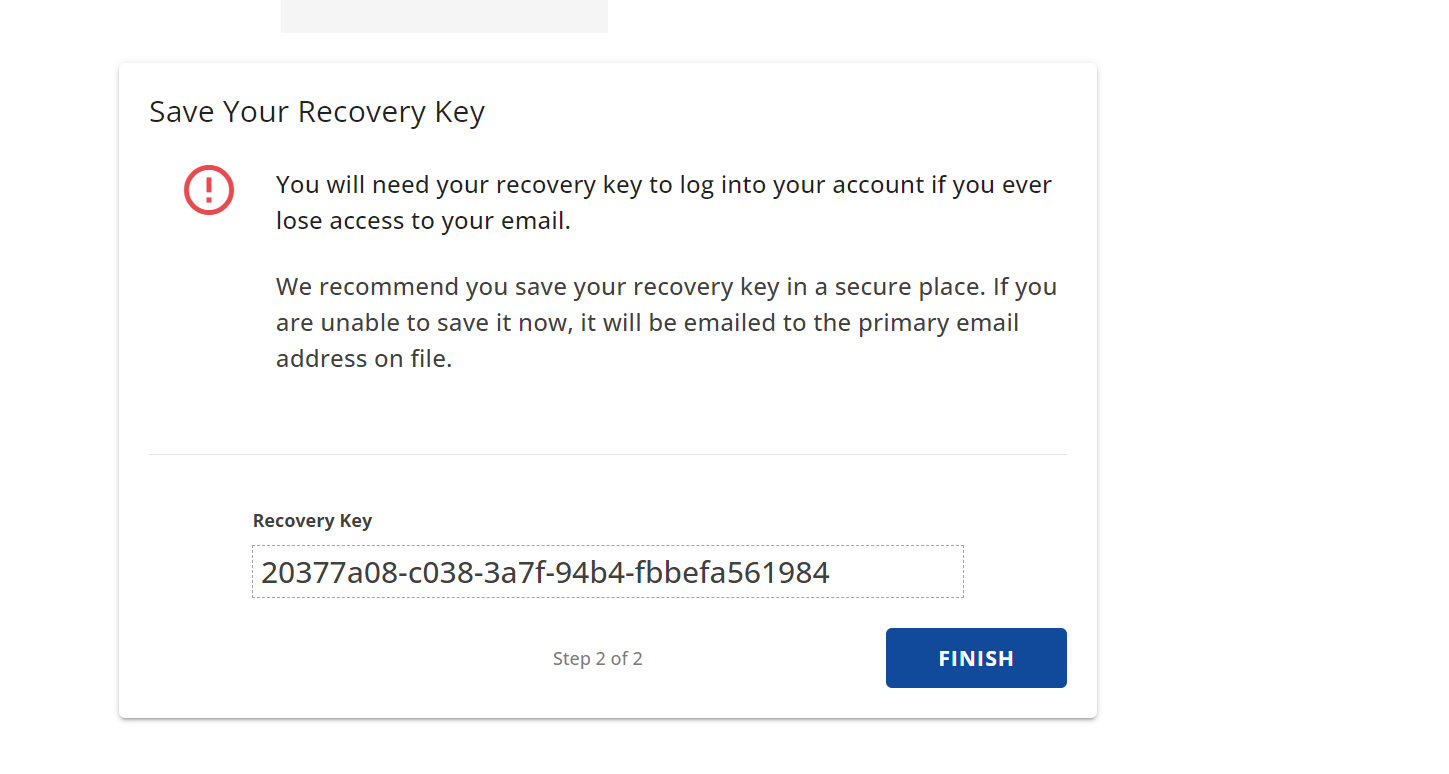 Save Your Recovery Key
You will need your recovery key to log into your account if you ever
lose access to your email.
We recommend you save your recovery key in a secure place. If you
are unable to save it now, it will be emailed to the primary email
address on file.
Recovery Key
20377a08-c038-3a7f-94b4-fbbefa561984
Step 2 of 2
FINISH